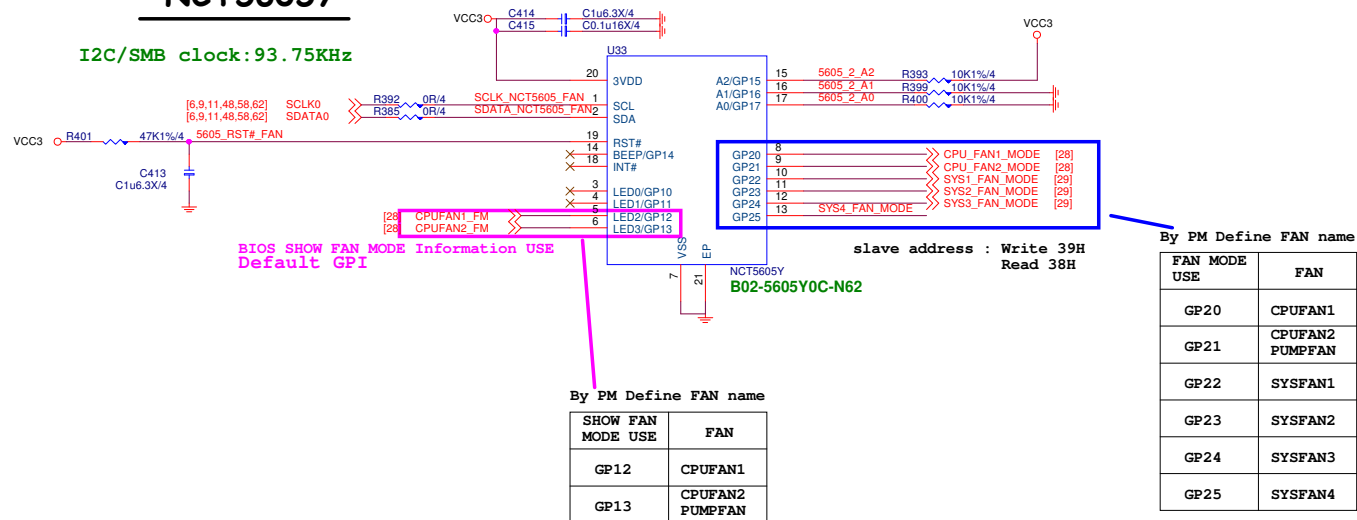 I2C/SMB clock:93.75KHz
VCC3
C414 C1u6.3X/4
C415 C0.1u16X/4
VCC3
U33
20 3VDD
A2/GP15 15 5605_2_A2 R393 10K1%/4
A1/GP16 16 5605_2_A1 R399 10K1%/4
A0/GP17 17 5605_2_A0 R400 10K1%/4
[6,9,11,48,58,62] SCLK0 R392 0R/4 SCLK_NCT5605_FAN 1 SCL
[6,9,11,48,58,62] SDATA0 R385 0R/4 SDATA_NCT5605_FAN 2 SDA
VCC3 R401 47K1%/4 5605_RST#_FAN 19 RST#
14 BEEP/GP14
18 INT#
C413
C1u6.3X/4
3 LED0/GP10
4 LED1/GP11
[28 CPUFAN1_FM 5 LED2/GP12
[28 CPUFAN2_FM 6 LED3/GP13
GP20 8 CPU_FAN1_MODE [28]
GP21 9 CPU_FAN2_MODE [28]
GP22 10 SYS1_FAN_MODE [29]
GP23 11 SYS2_FAN_MODE [29]
GP24 12 SYS3_FAN_MODE [29]
GP25 13 SYS4_FAN_MODE
BIOS SHOW FAN MODE Information USE
Default GPI
VSS
EP
7
21
NCT5605Y
B02-5605Y0C-N62
slave address : Write 39H
Read 38H
By PM Define FAN name
FAN MODE USE FAN
GP20 CPUFAN1
GP21 CPUFAN2 PUMPFAN
GP22 SYSFAN1
GP23 SYSFAN2
GP24 SYSFAN3
GP25 SYSFAN4
By PM Define FAN name
SHOW FAN MODE USE FAN
GP12 CPUFAN1
GP13 CPUFAN2 PUMPFAN